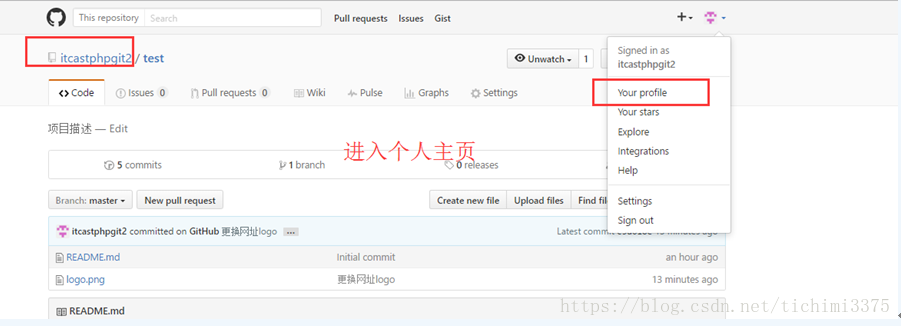 This repository Search Pull requests Issues Gist
Signed in as
itcastphpgit2
Your profile
Your stars
Explore
Integrations
Help
Settings
Sign out
itcastphpgit2 / test
Unwatch 1
Code Issues 0 Pull requests 0 Wiki Pulse Graphs Settings
项目描述 — Edit
进入个人主页
5 commits 1 branch 0 releases
Branch: master New pull request Create new file Upload files Find
itcastphpgit2 committed on GitHub 更换网址logo ... Latest commit 13 minutes ago
README.md Initial commit an hour ago
logo.png 更换网址logo 13 minutes ago
README.md
https://blog.csdn.net/tichimi3375